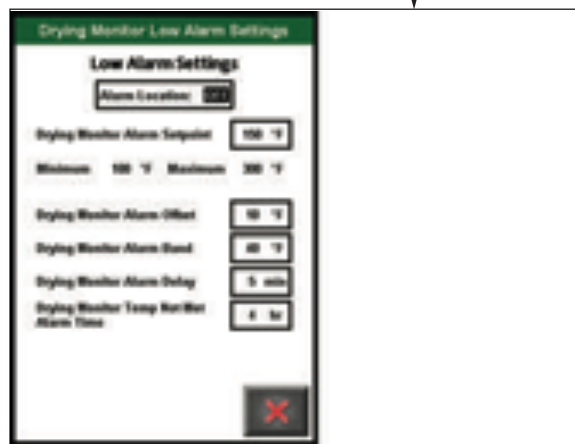 Drying Monitor Low Alarm Settings
Low Alarm Settings
Alarm Location: OFF
Drying Monitor Alarm Setpoint 150 °F
Minimum 100 °F Maximum 300 °F
Drying Monitor Alarm Offset 10 °F
Drying Monitor Alarm Band 40 °F
Drying Monitor Alarm Delay 5 min
Drying Monitor Temp Not Met hr
Alarm Time